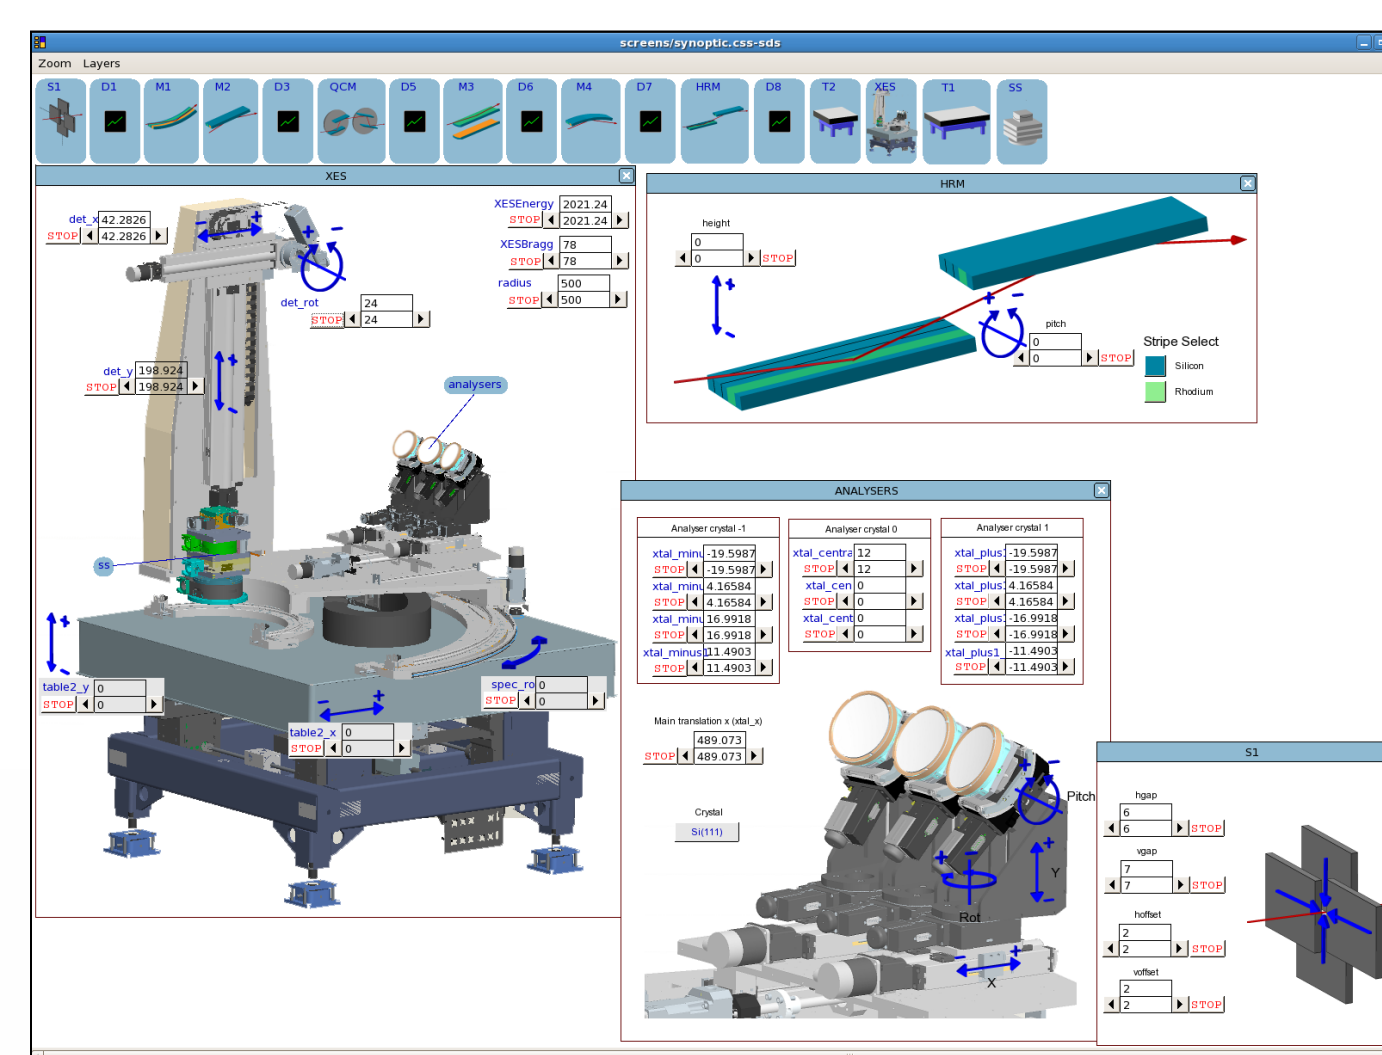 screens/synoptic.css-sds
Zoom Layers
S1 D1 M1 M2 D3 QCM D5 M3 D6 M4 D7 HRM D8 T2 XES T1 SS
XES
det_x 42.2826
STOP 42.2826
XESEnergy 2021.24
STOP 2021.24
XESBragg 78
STOP 78
radius 500
STOP 500
det_rot 24
STOP 24
det_y 198.924
STOP 198.924
analysers
ss
table2_y 0
STOP 0
spec_ro 0
STOP 0
table2_x 0
STOP 0
HRM
height
0
0 STOP
pitch
0
0 STOP
Stripe Select
Silicon
Rhodium
ANALYSERS
Analyser crystal -1
xtal_minu -19.5987
STOP -19.5987
xtal_minu 4.16584
STOP 4.16584
xtal_minu 16.9918
STOP 16.9918
xtal_minus1 11.4903
STOP 11.4903
Analyser crystal 0
xtal_centra 12
STOP 12
xtal_cen 0
STOP 0
xtal_cent 0
STOP 0
Analyser crystal 1
xtal_plus1 -19.5987
STOP -19.5987
xtal_plus1 4.16584
STOP 4.16584
xtal_plus1 -16.9918
STOP -16.9918
xtal_plus1_ -11.4903
STOP -11.4903
Main translation x (xtal_x)
489.073
STOP 489.073
Crystal
Si(111)
Pitch
Y
Rot
X
S1
hgap
6
6 STOP
vgap
7
7 STOP
hoffset
2
2 STOP
voffset
2
2 STOP